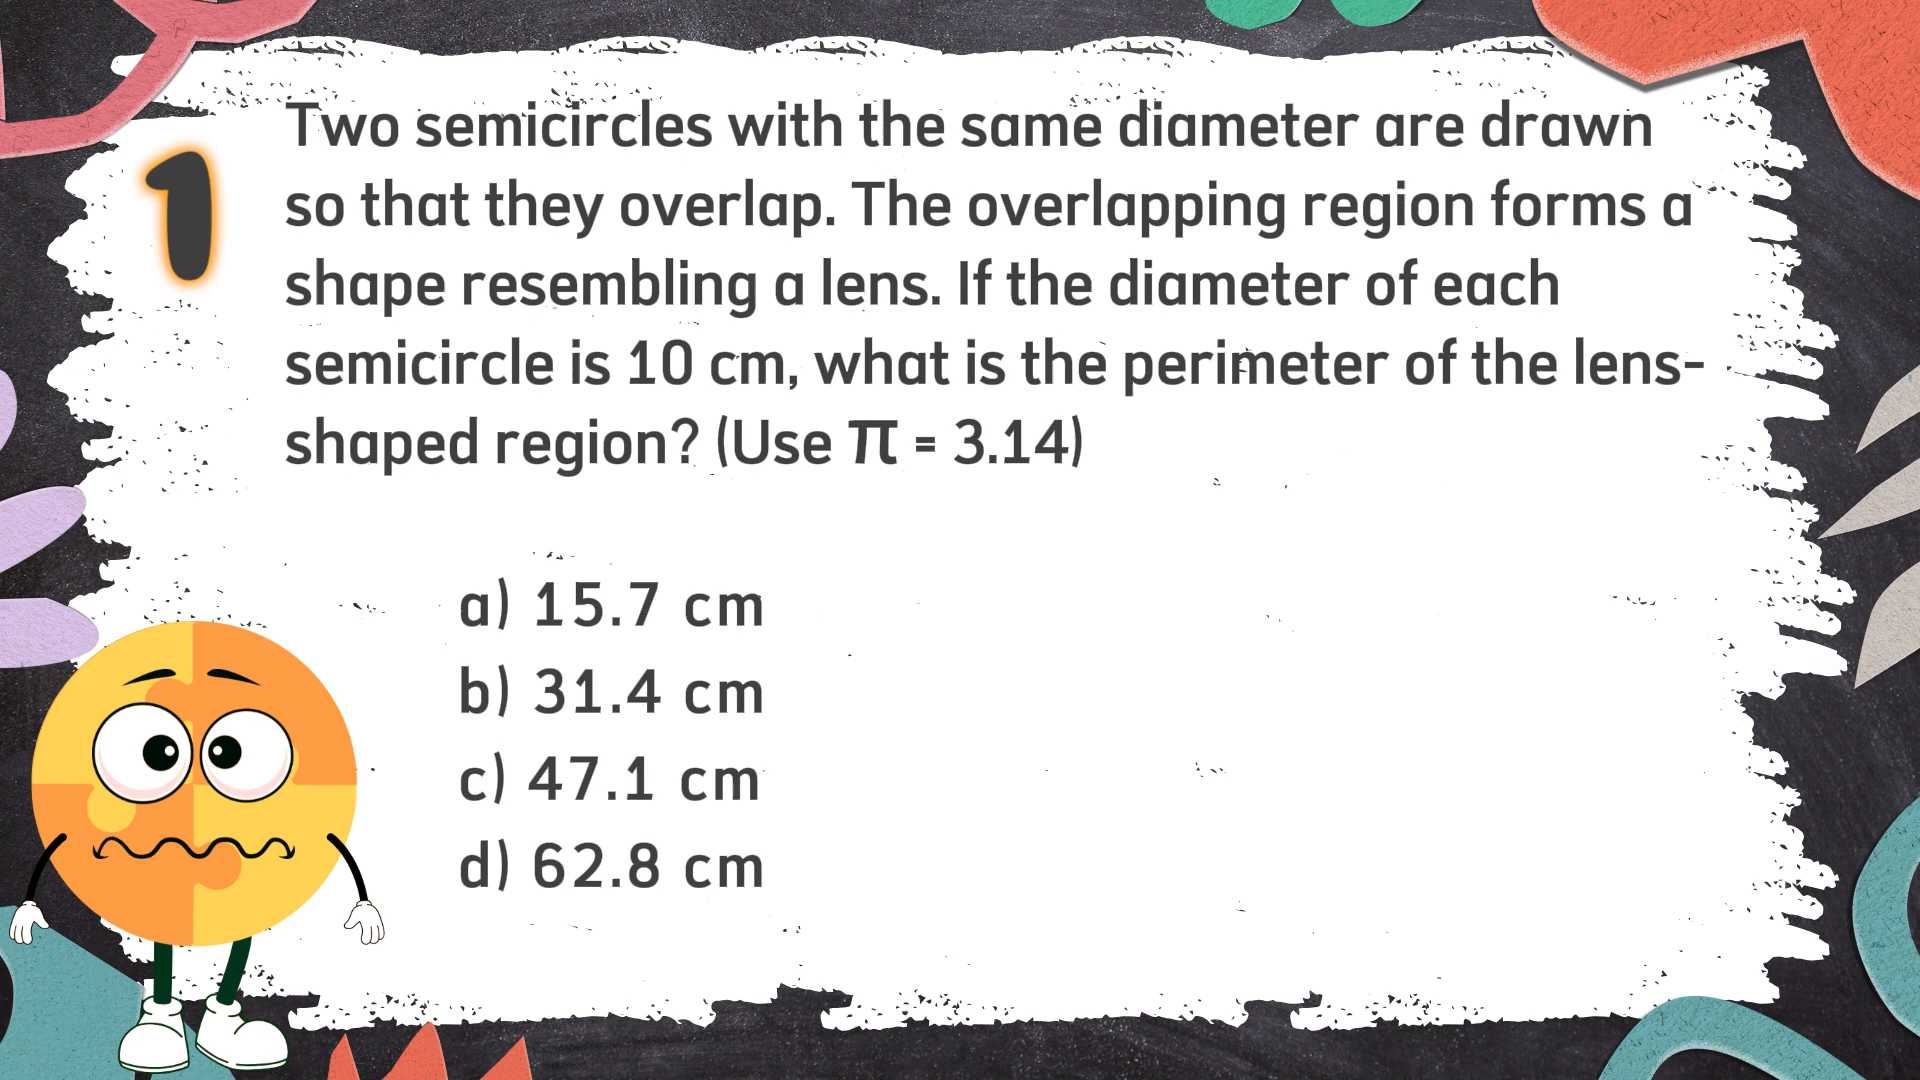 1
Two semicircles with the same diameter are drawn
so that they overlap. The overlapping region forms a
shape resembling a lens. If the diameter of each
semicircle is 10 cm, what is the perimeter of the lens-
shaped region? (Use π = 3.14)
a) 15.7 cm
b) 31.4 cm
c) 47.1 cm
d) 62.8 cm